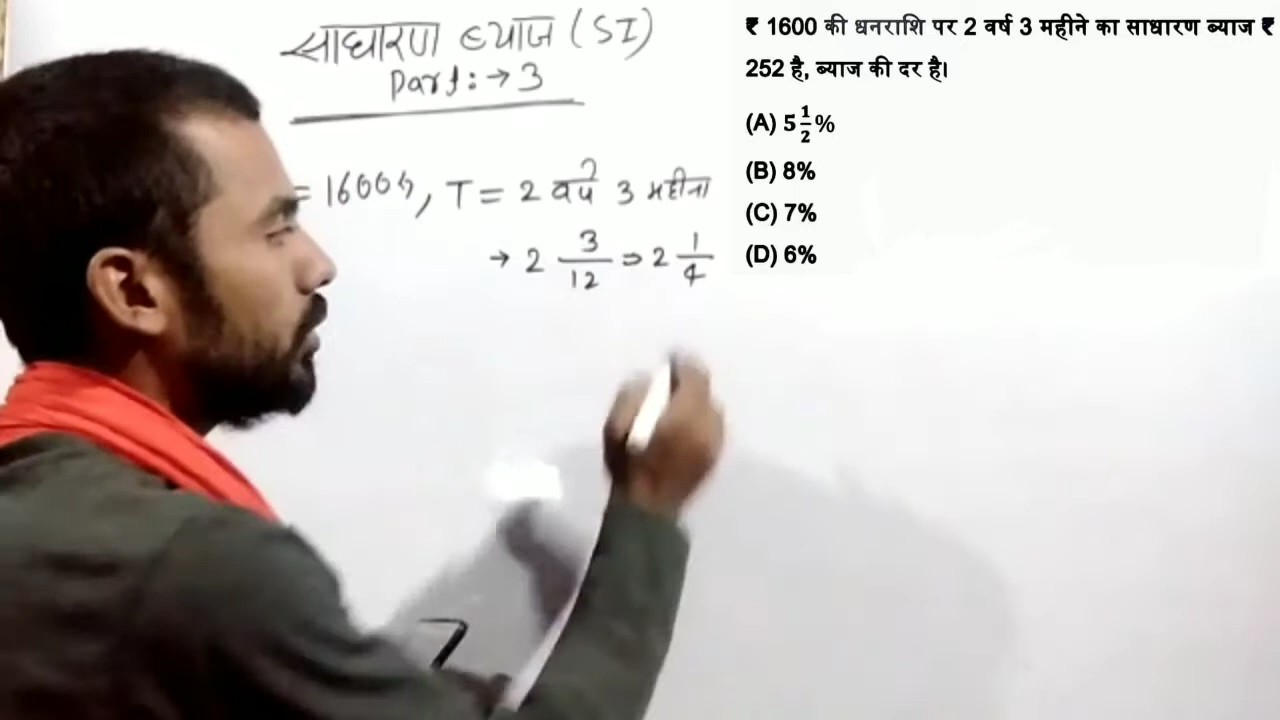 साधारण ब्याज (SI)
Part :→ 3
= 1600रु, T = 2 वर्ष 3 महीना
→ 2 3/12 ⇒ 2 1/4
₹ 1600 की धनराशि पर 2 वर्ष 3 महीने का साधारण ब्याज ₹
252 है, ब्याज की दर है।
(A) 5 1/2%
(B) 8%
(C) 7%
(D) 6%